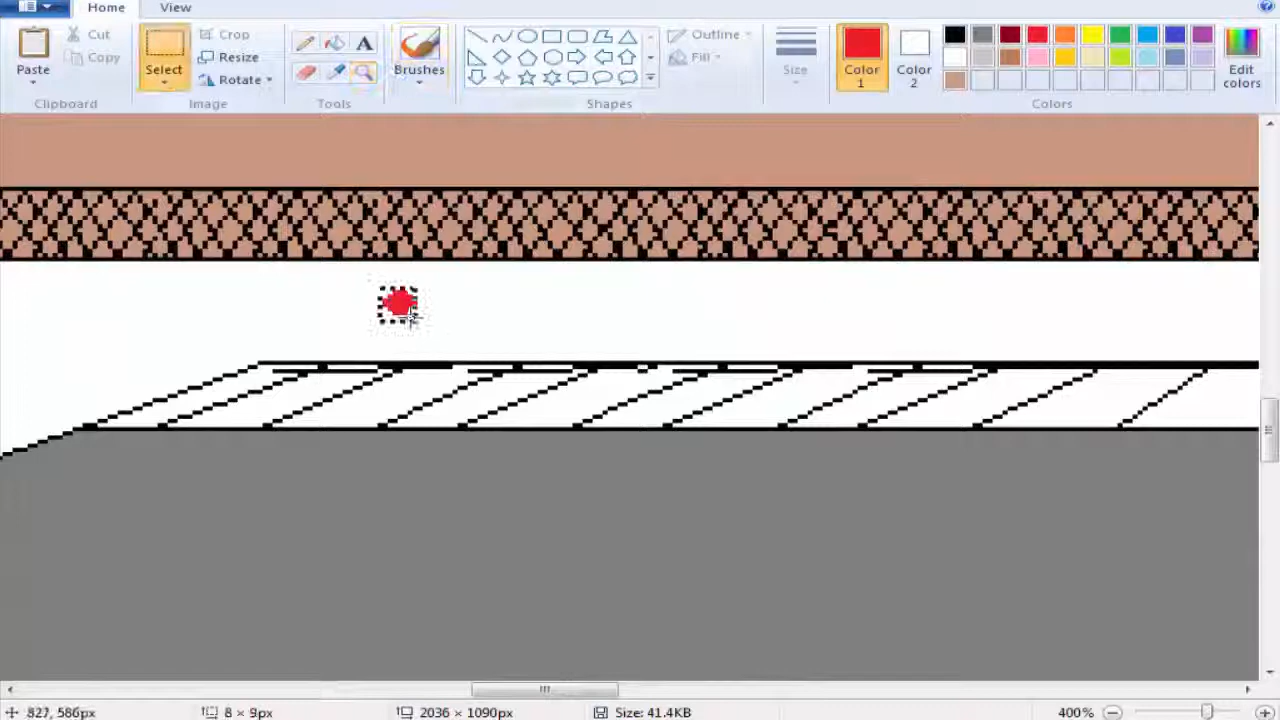 Home View
Paste
Cut
Copy
Clipboard
Select
Crop
Resize
Rotate
Image
A
Tools
Brushes
Shapes
Outline
Fill
Size
Color
1
Color
2
Edit
colors
Colors
827, 586px
8 × 9px
2036 × 1090px
Size: 41.4KB
400%